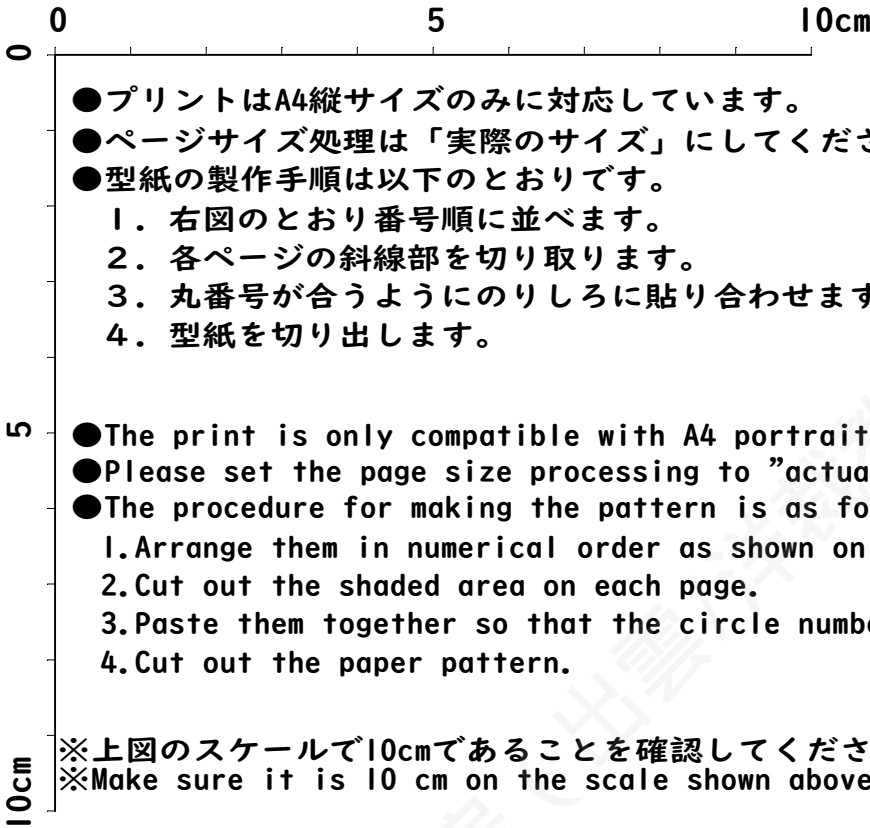 0 5 10cm
0
●プリントはA4縦サイズのみに対応しています。
●ページサイズ処理は「実際のサイズ」にしてくださ
●型紙の製作手順は以下のとおりです。
1. 右図のとおり番号順に並べます。
2. 各ページの斜線部を切り取ります。
3. 丸番号が合うようにのりしろに貼り合わせます
4. 型紙を切り出します。
5
●The print is only compatible with A4 portrait
●Please set the page size processing to ”actua
●The procedure for making the pattern is as fo
1.Arrange them in numerical order as shown on
2.Cut out the shaded area on each page.
3.Paste them together so that the circle numbe
4.Cut out the paper pattern.
10cm
※上図のスケールで10cmであることを確認してくださ
※Make sure it is 10 cm on the scale shown above